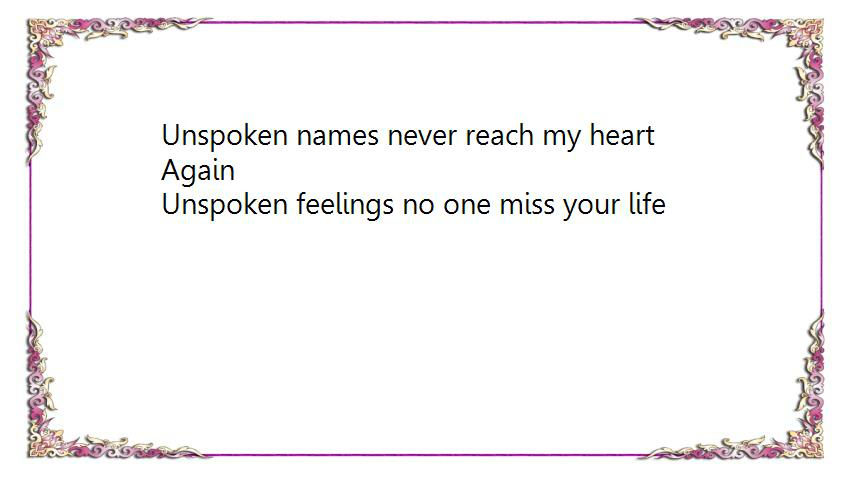 Unspoken names never reach my heart
Again
Unspoken feelings no one miss your life